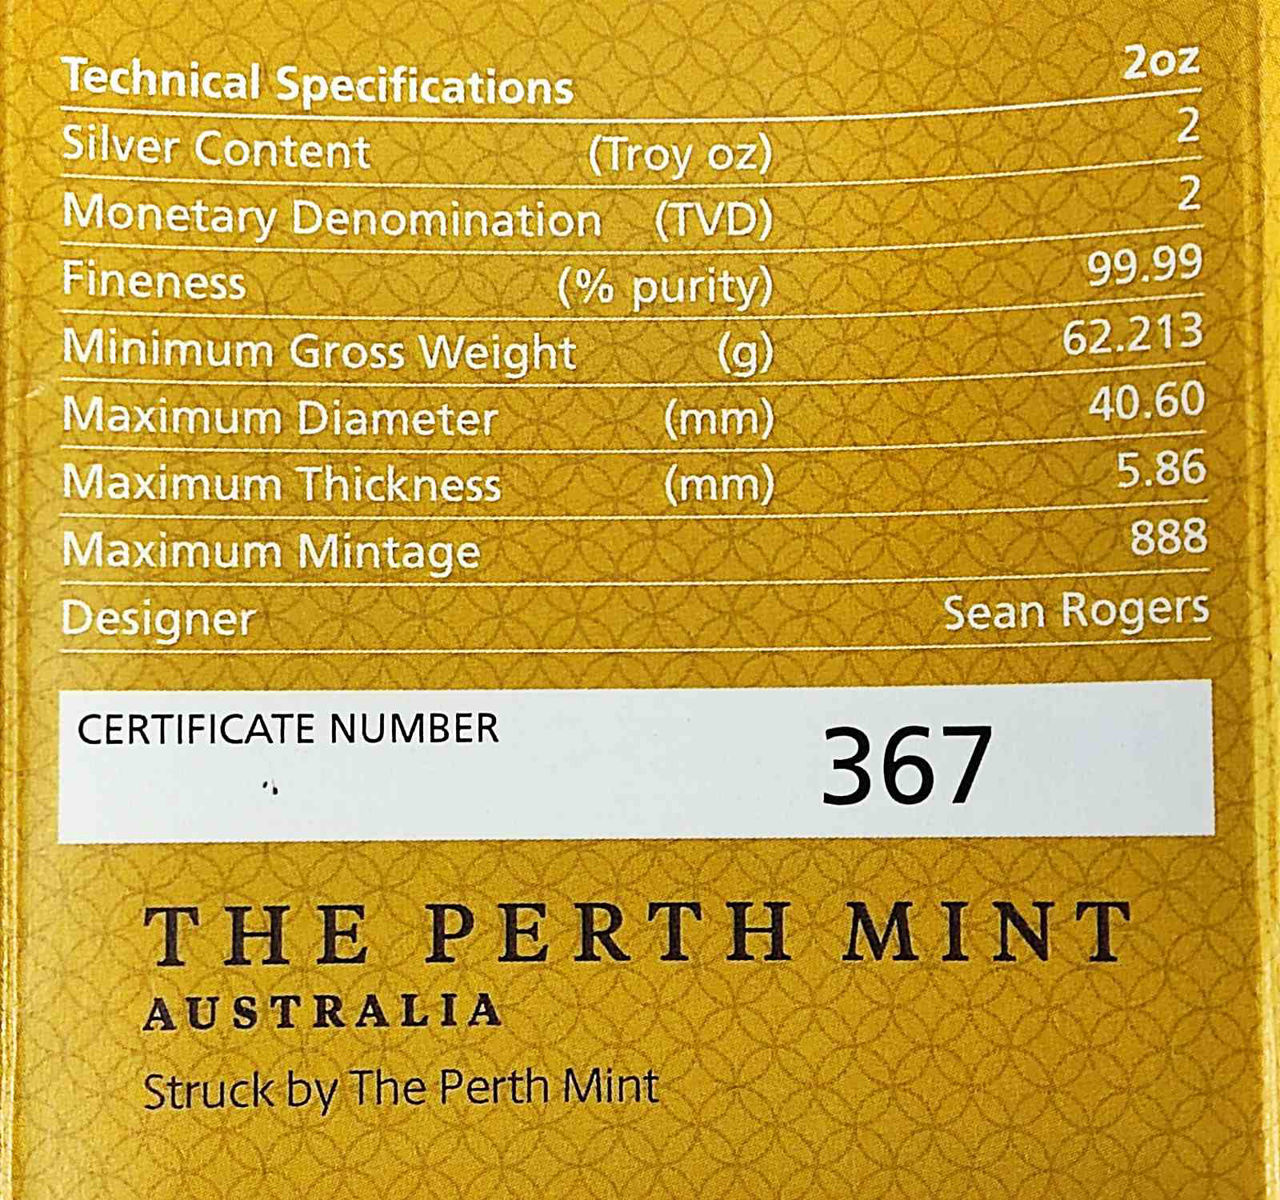 Technical Specifications 2oz
Silver Content (Troy oz) 2
Monetary Denomination (TVD) 2
Fineness (% purity) 99.99
Minimum Gross Weight (g) 62.213
Maximum Diameter (mm) 40.60
Maximum Thickness (mm) 5.86
Maximum Mintage 888
Designer Sean Rogers
CERTIFICATE NUMBER 367
THE PERTH MINT
AUSTRALIA
Struck by The Perth Mint